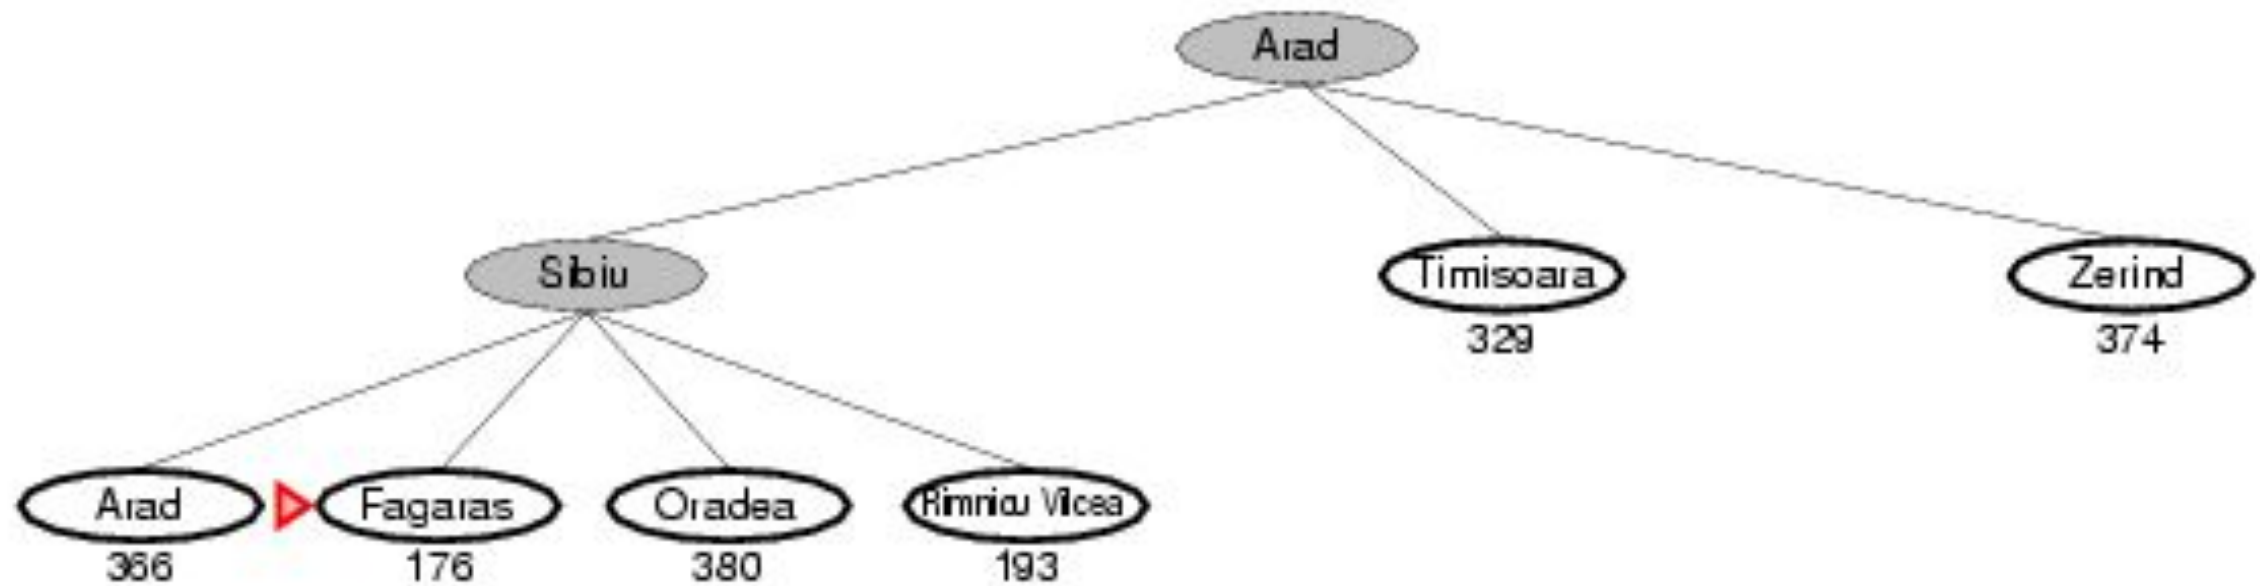 Arad
Sibiu
Timisoara
Zerind
329
374
Arad
Fagaras
Oradea
Rimnicu Vilcea
366
176
380
193